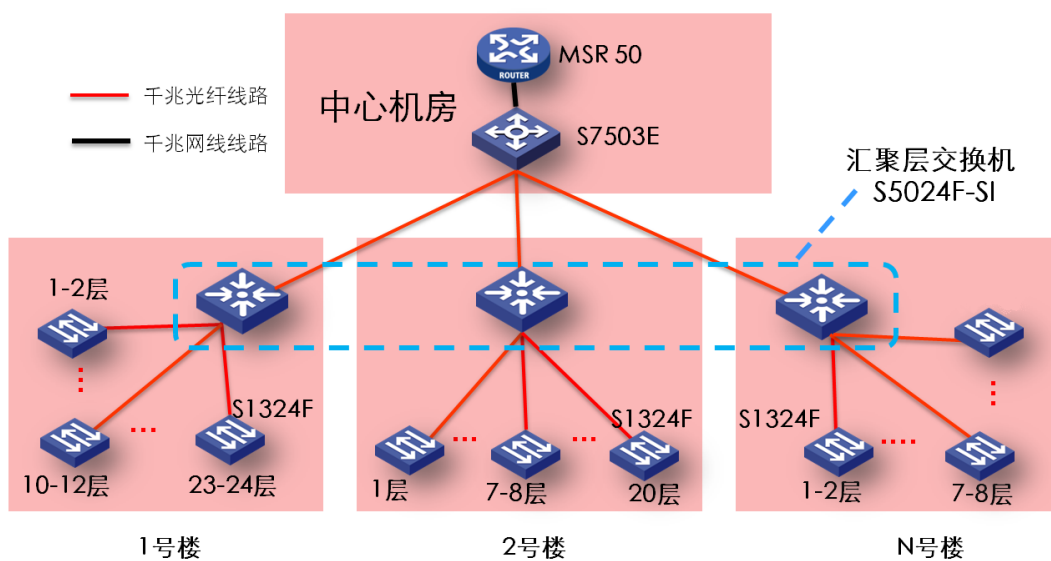 MSR 50
ROUTER
千兆光纤线路
中心机房
千兆网线线路
S7503E
汇聚层交换机
S5024F-SI
1-2层
S1324F
10-12层
23-24层
S1324F
1层
7-8层
20层
S1324F
1-2层
7-8层
1号楼
2号楼
N号楼